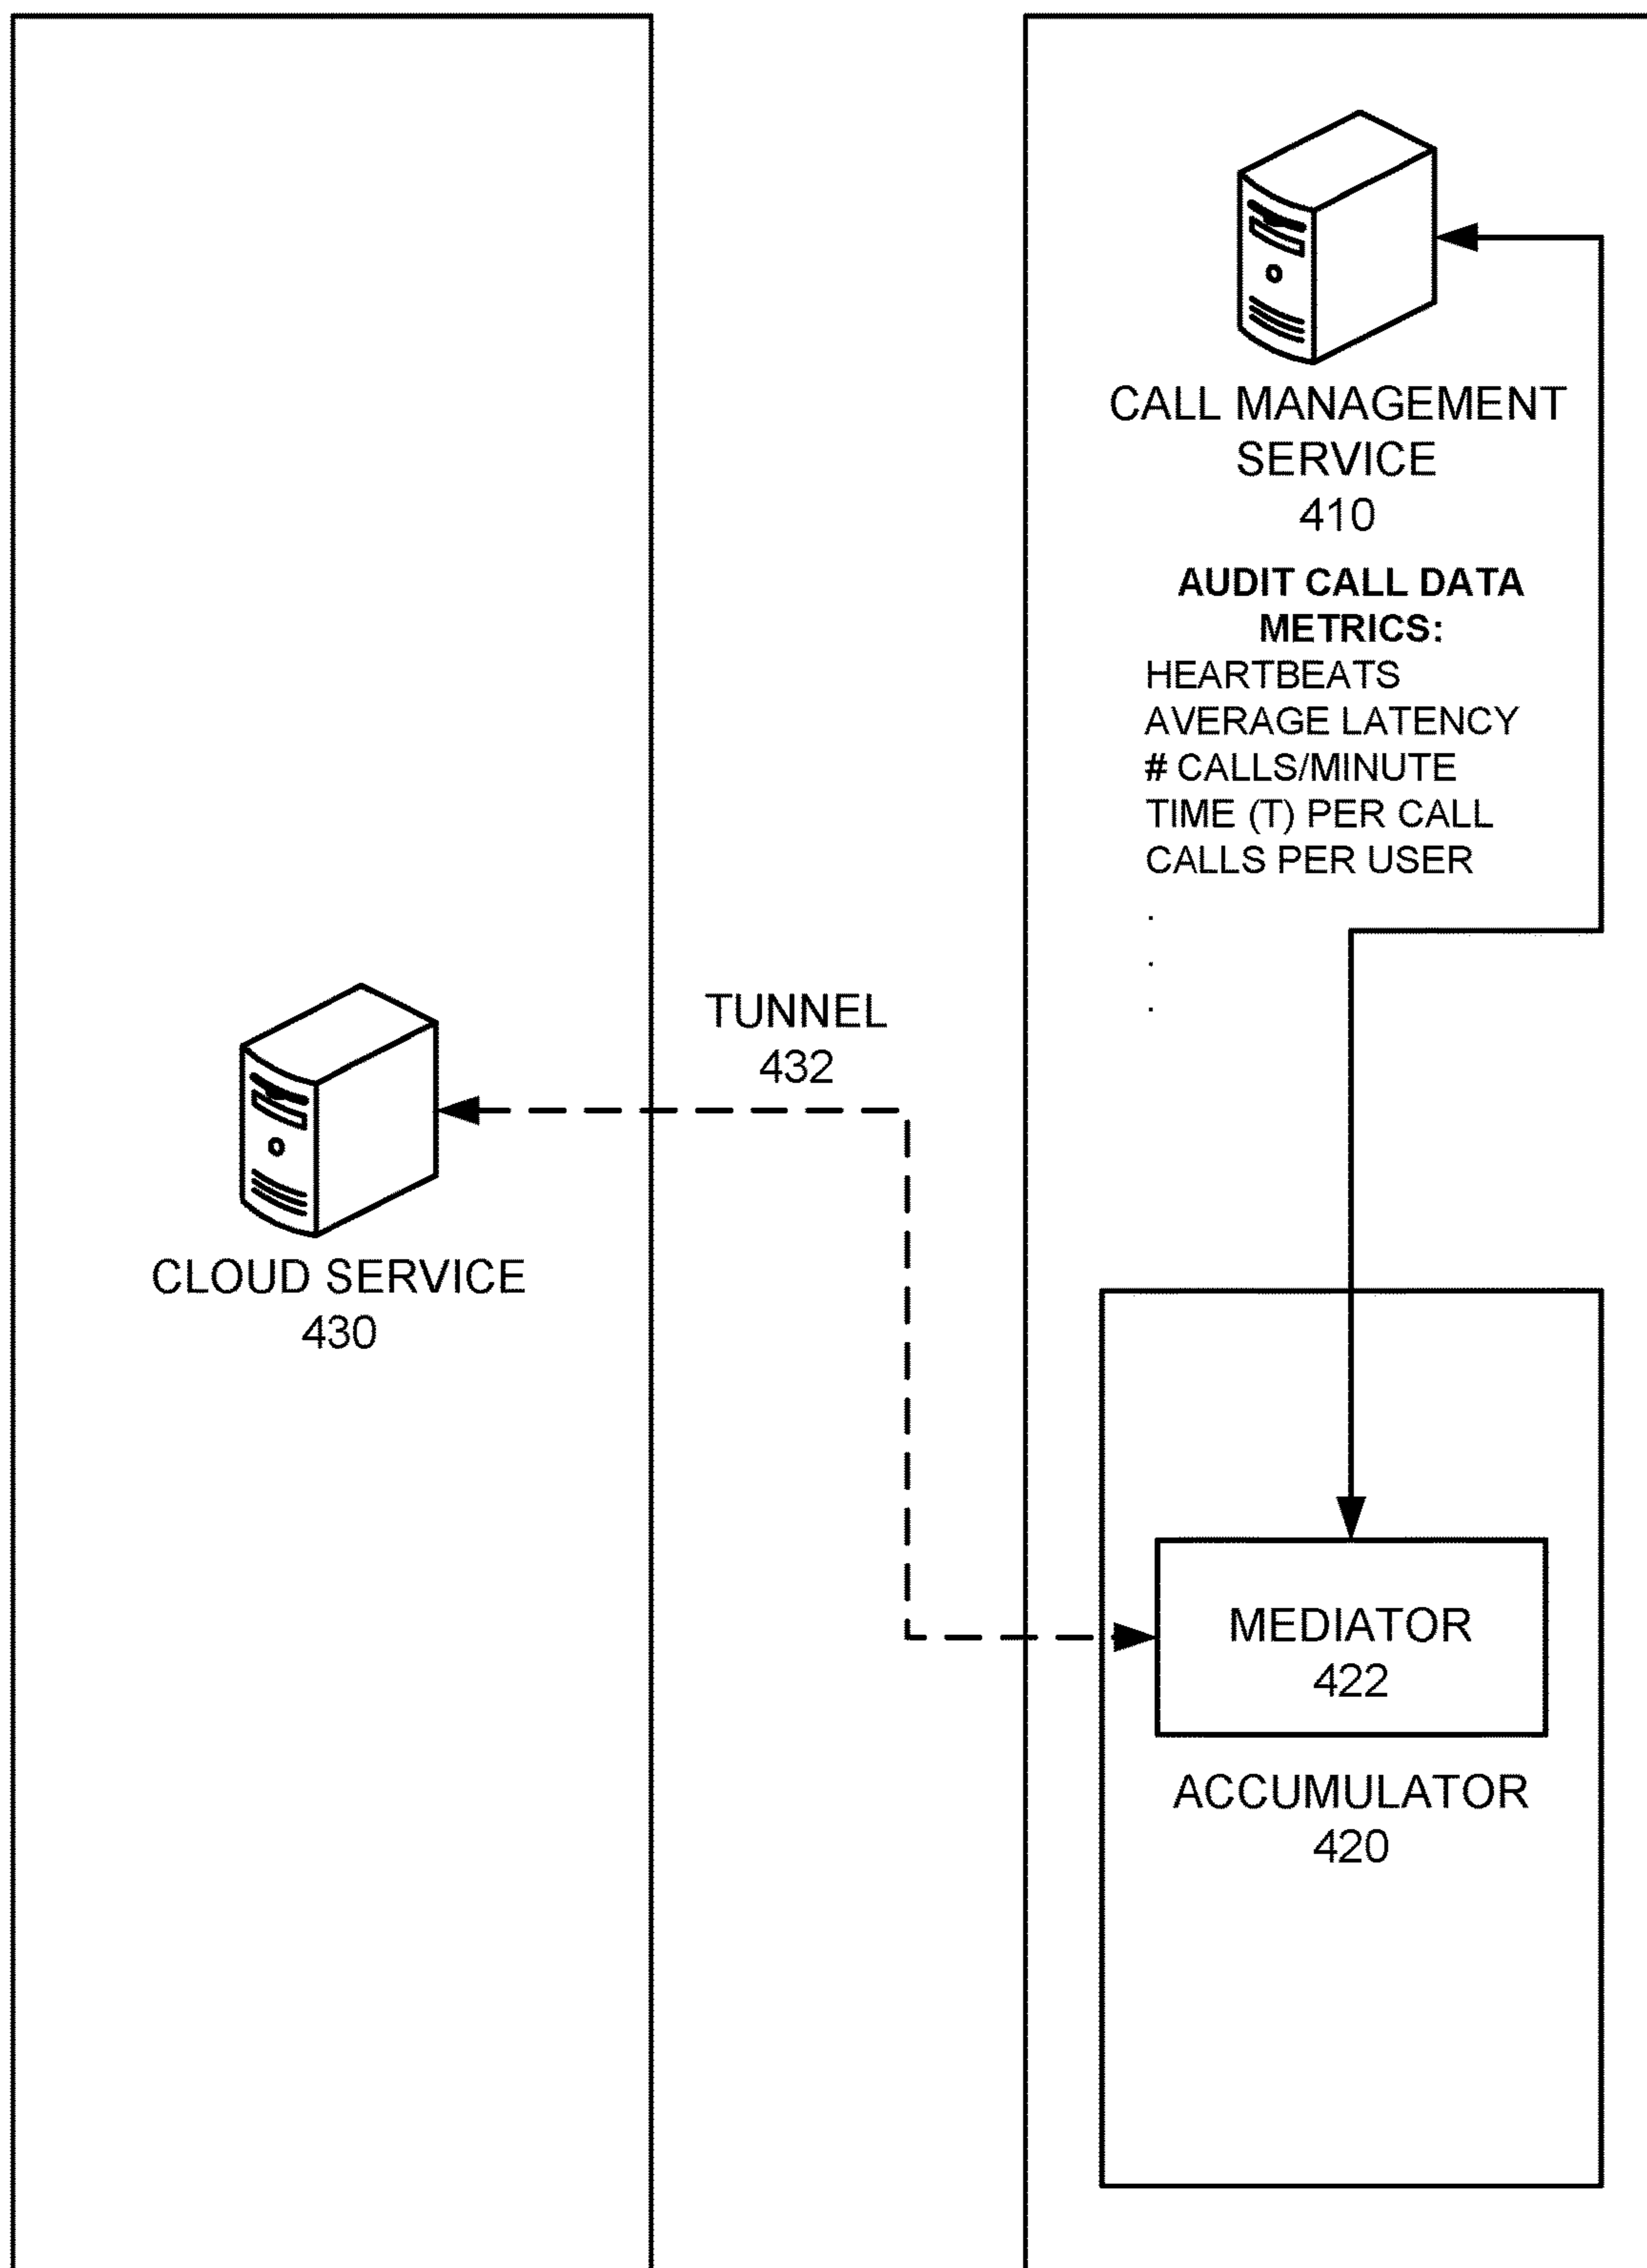 CALL MANAGEMENT
SERVICE
410
AUDIT CALL DATA
METRICS:
HEARTBEATS
AVERAGE LATENCY
# CALLS/MINUTE
TIME (T) PER CALL
CALLS PER USER
.
.
.
TUNNEL
432
CLOUD SERVICE
430
MEDIATOR
422
ACCUMULATOR
420